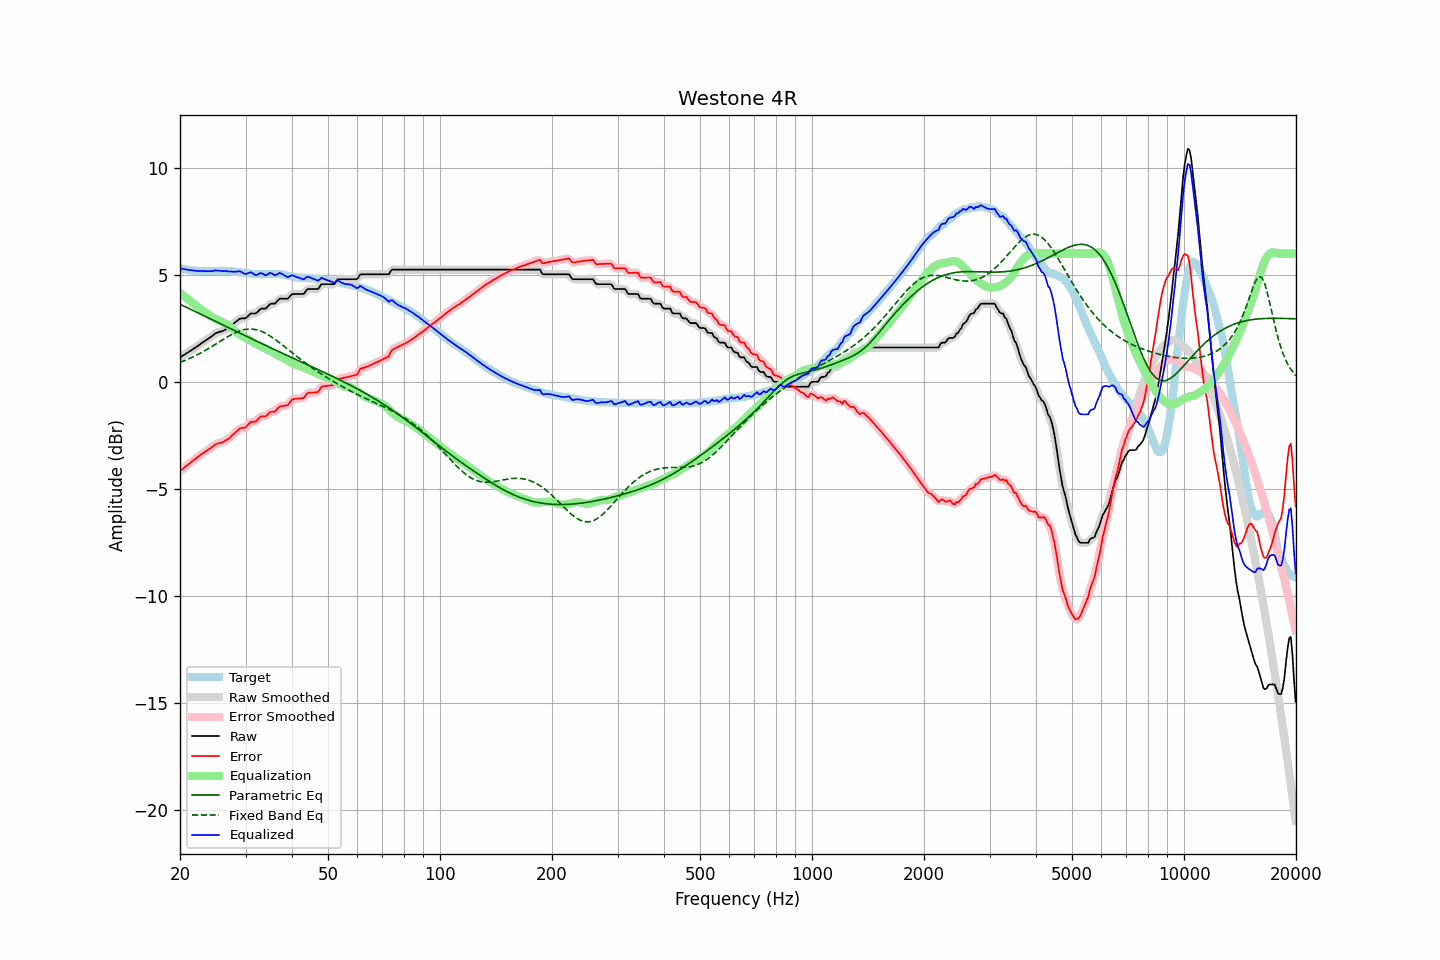 Westone 4R
Amplitude (dBr)
10
5
0
−5
−10
−15
−20
Target
Raw Smoothed
Error Smoothed
Raw
Error
Equalization
Parametric Eq
Fixed Band Eq
Equalized
20 50 100 200 500 1000 2000 5000 10000 20000
Frequency (Hz)